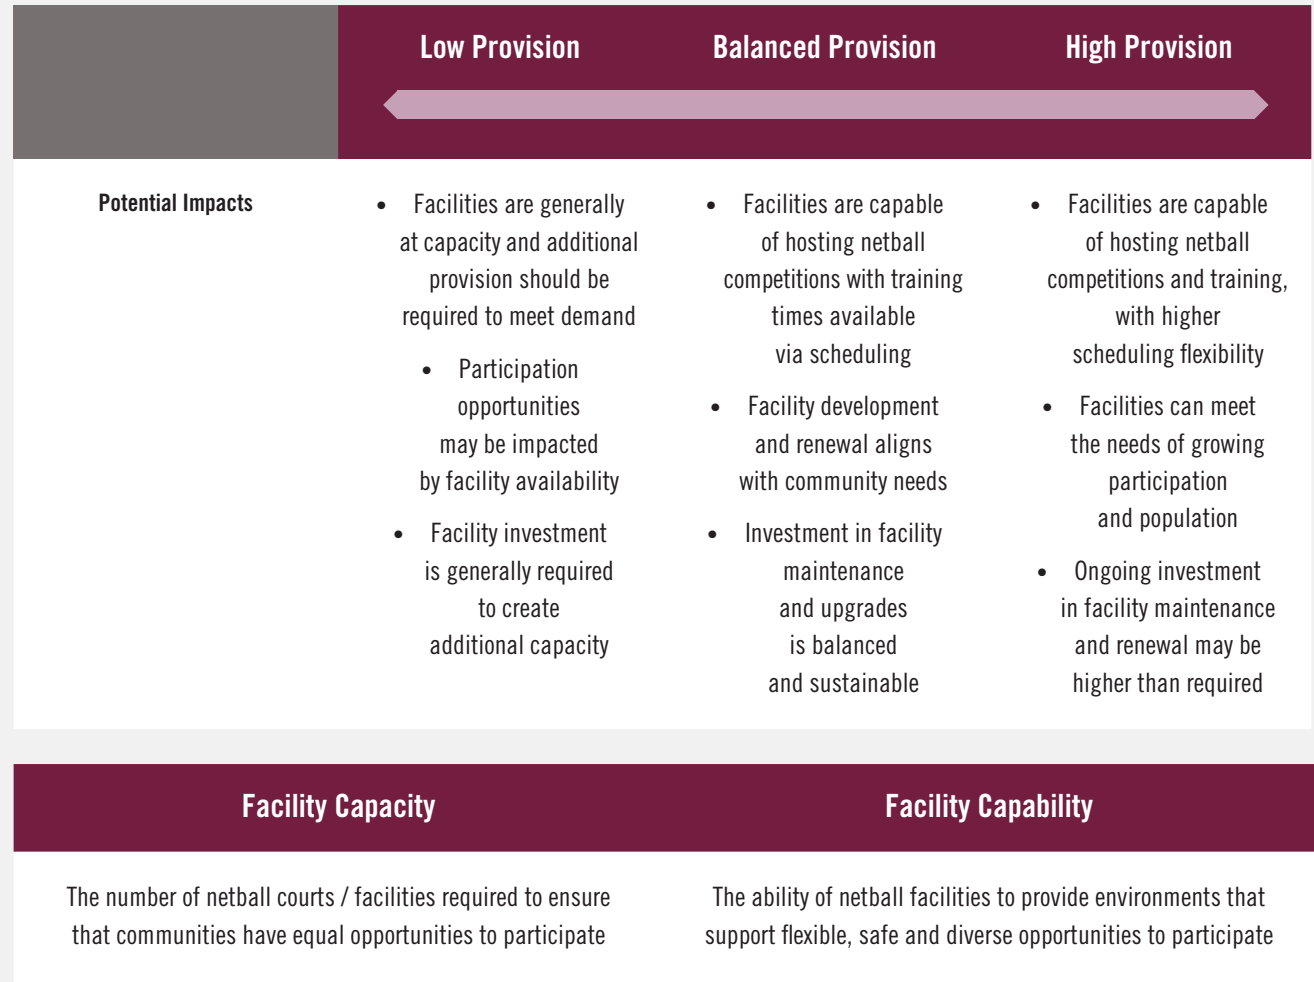 Low Provision
Balanced Provision
High Provision
Potential Impacts
• Facilities are generally
at capacity and additional
provision should be
required to meet demand
• Participation
opportunities
may be impacted
by facility availability
• Facility investment
is generally required
to create
additional capacity
• Facilities are capable
of hosting netball
competitions with training
times available
via scheduling
• Facility development
and renewal aligns
with community needs
• Investment in facility
maintenance
and upgrades
is balanced
and sustainable
• Facilities are capable
of hosting netball
competitions and training,
with higher
scheduling flexibility
• Facilities can meet
the needs of growing
participation
and population
• Ongoing investment
in facility maintenance
and renewal may be
higher than required
Facility Capacity
Facility Capability
The number of netball courts / facilities required to ensure
that communities have equal opportunities to participate
The ability of netball facilities to provide environments that
support flexible, safe and diverse opportunities to participate